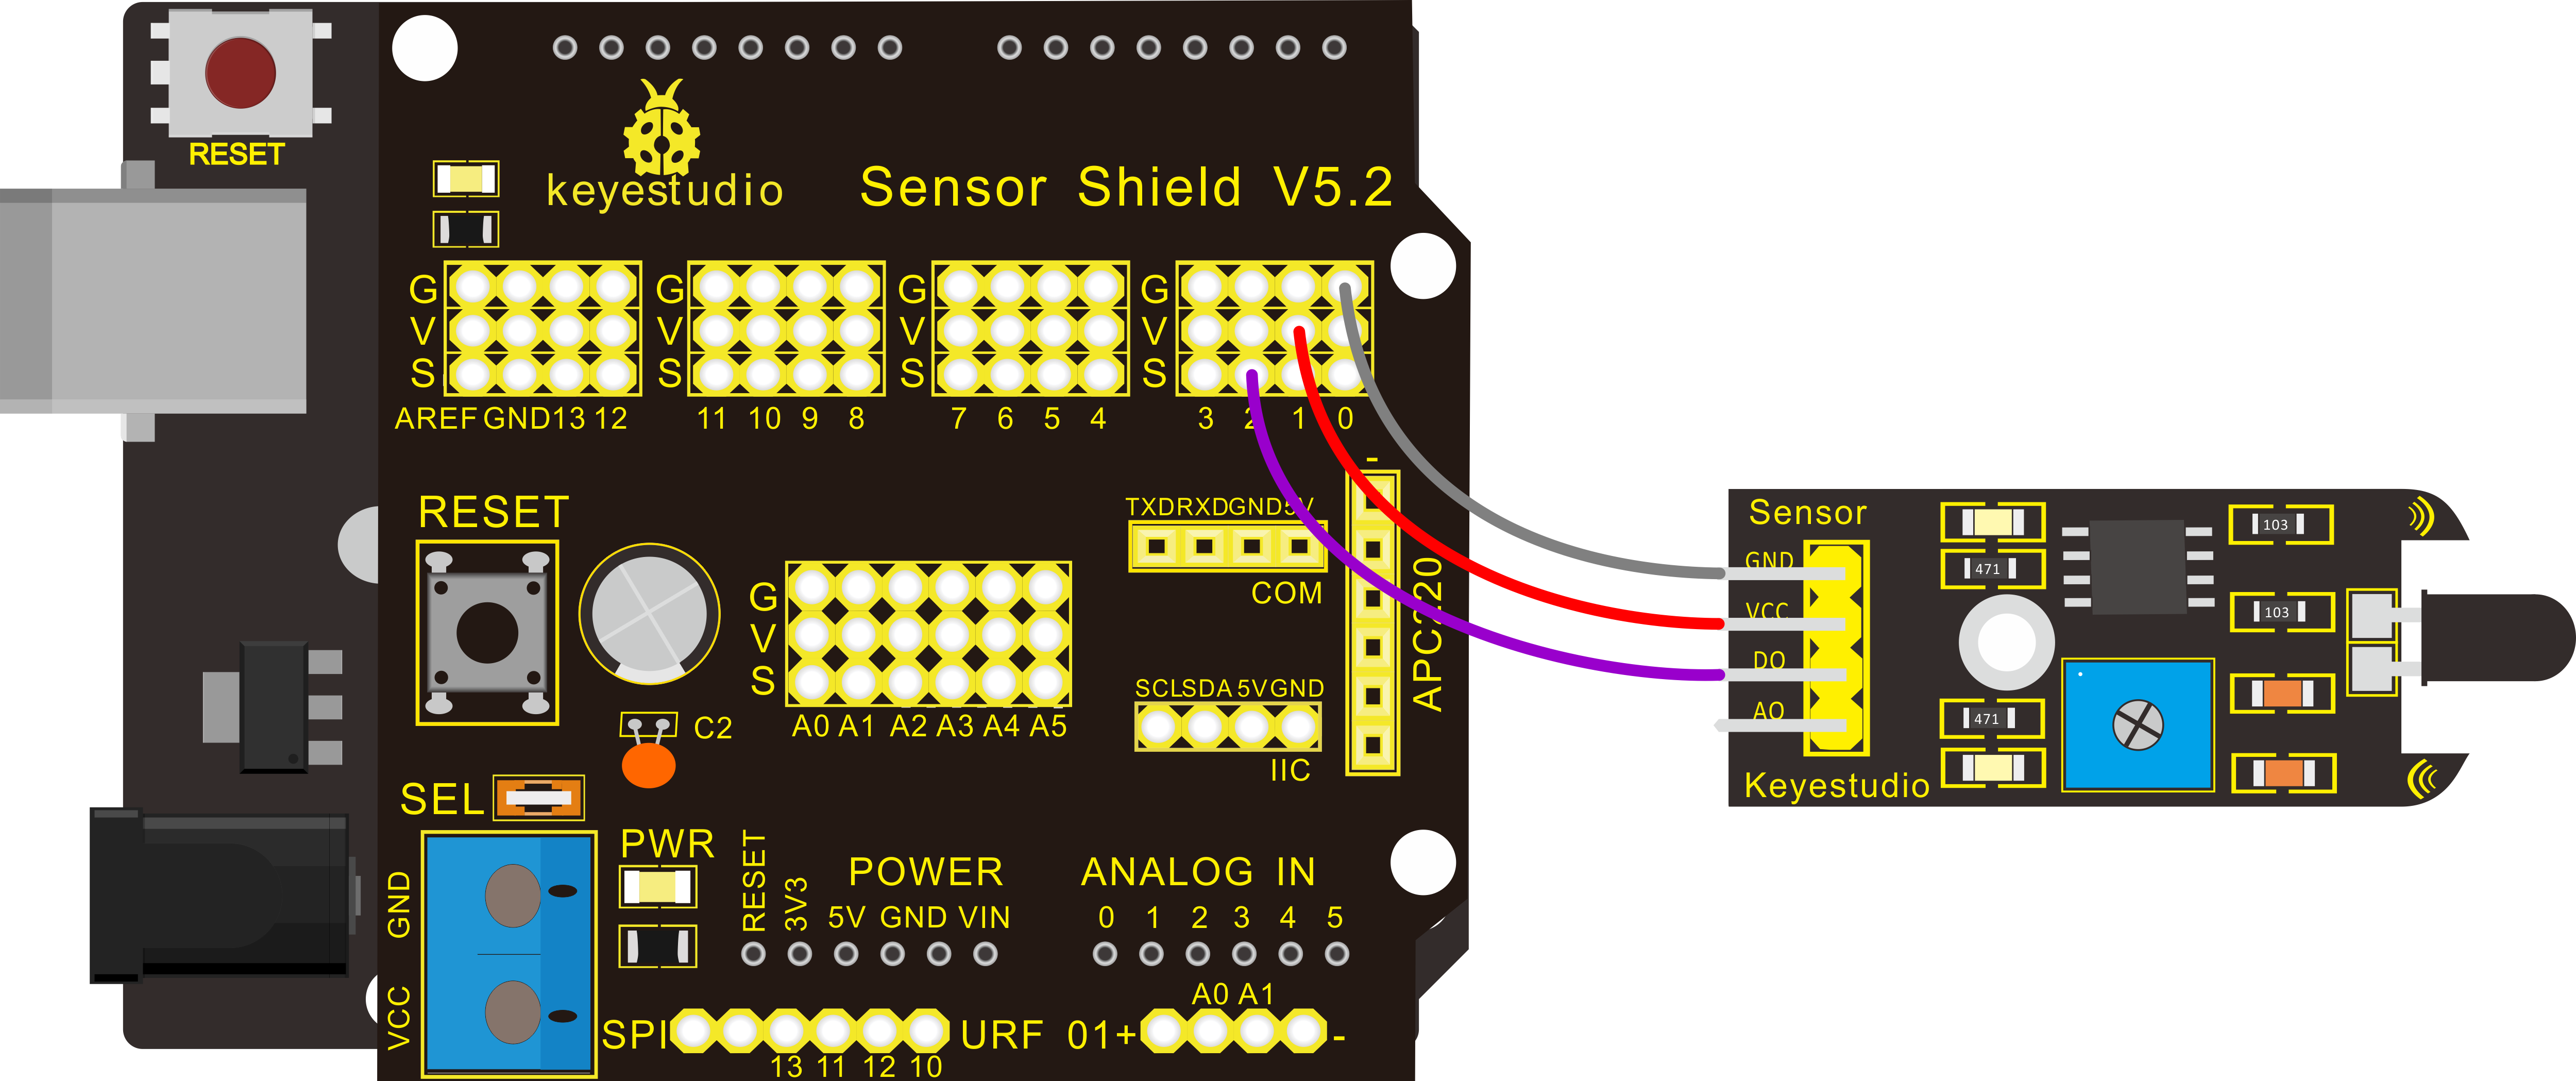 RESET
keyestudio
Sensor Shield V5.2
G G G G
V V V V
S S S S
AREF GND 13 12 11 10 9 8 7 6 5 4 3 2 1 0
-
RESET
TXD RXD GND 5V
COM
APC220
G
V
S
A0 A1 A2 A3 A4 A5
C2
SCL SDA 5V GND
IIC
SEL
PWR
GND
VCC
RESET
3V3
POWER
5V GND VIN
ANALOG IN
0 1 2 3 4 5
A0 A1
SPI
13 11 12 10
URF 01+ -
Sensor
GND
VCC
DO
AO
Keyestudio
471
471
103
103